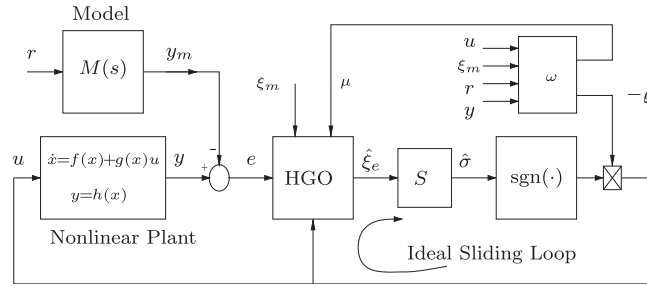 Model
r
M(s)
y_m
−
+
u
ẋ=f(x)+g(x)u
y=h(x)
y
e
Nonlinear Plant
ξ_m
μ
HGO
ξ̂_e
S
σ̂
sgn(·)
Ideal Sliding Loop
u
ξ_m
r
y
ω